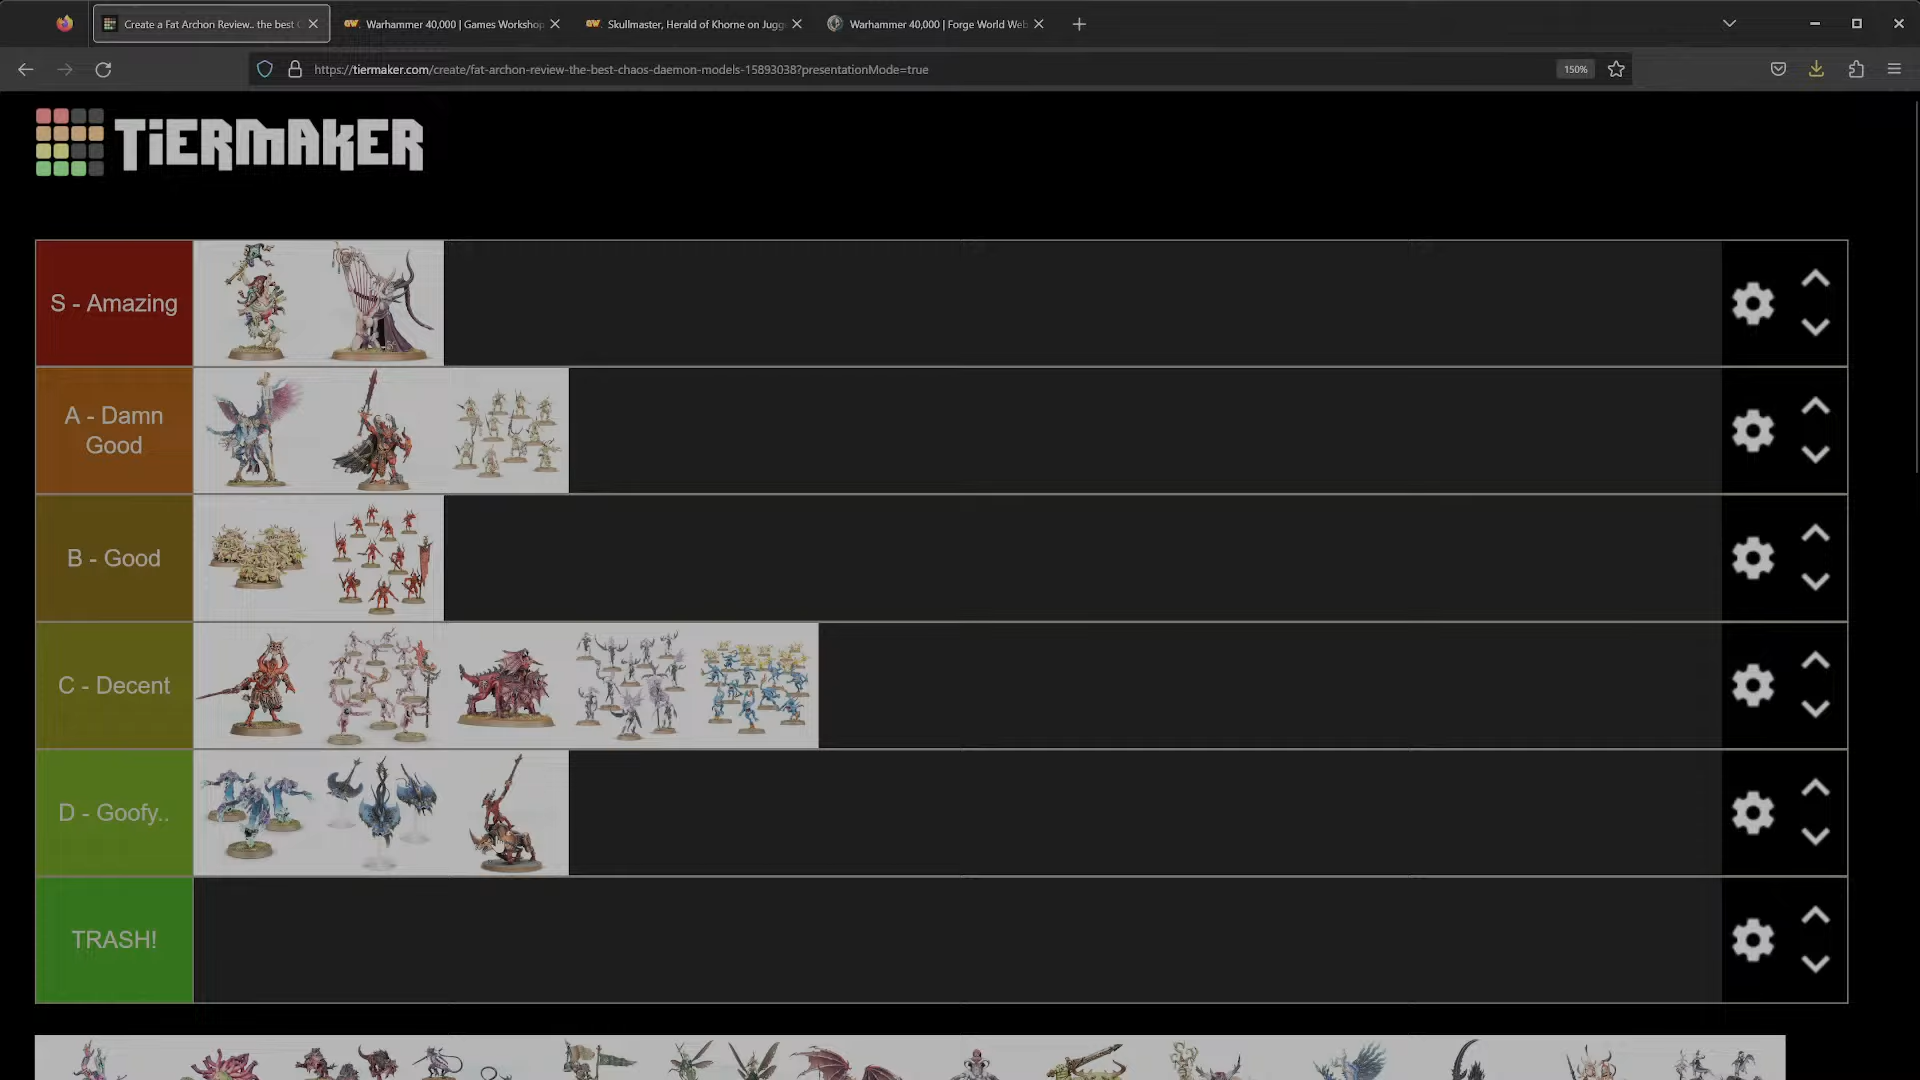 Create a Fat Archon Review.. the best C
Warhammer 40,000 | Games Workshop
Skullmaster, Herald of Khorne on Jugg
Warhammer 40,000 | Forge World Web
https://tiermaker.com/create/fat-archon-review-the-best-chaos-daemon-models-15893038?presentationMode=true
150%
TiERMAKER
S - Amazing
A - Damn
Good
B - Good
C - Decent
D - Goofy..
TRASH!